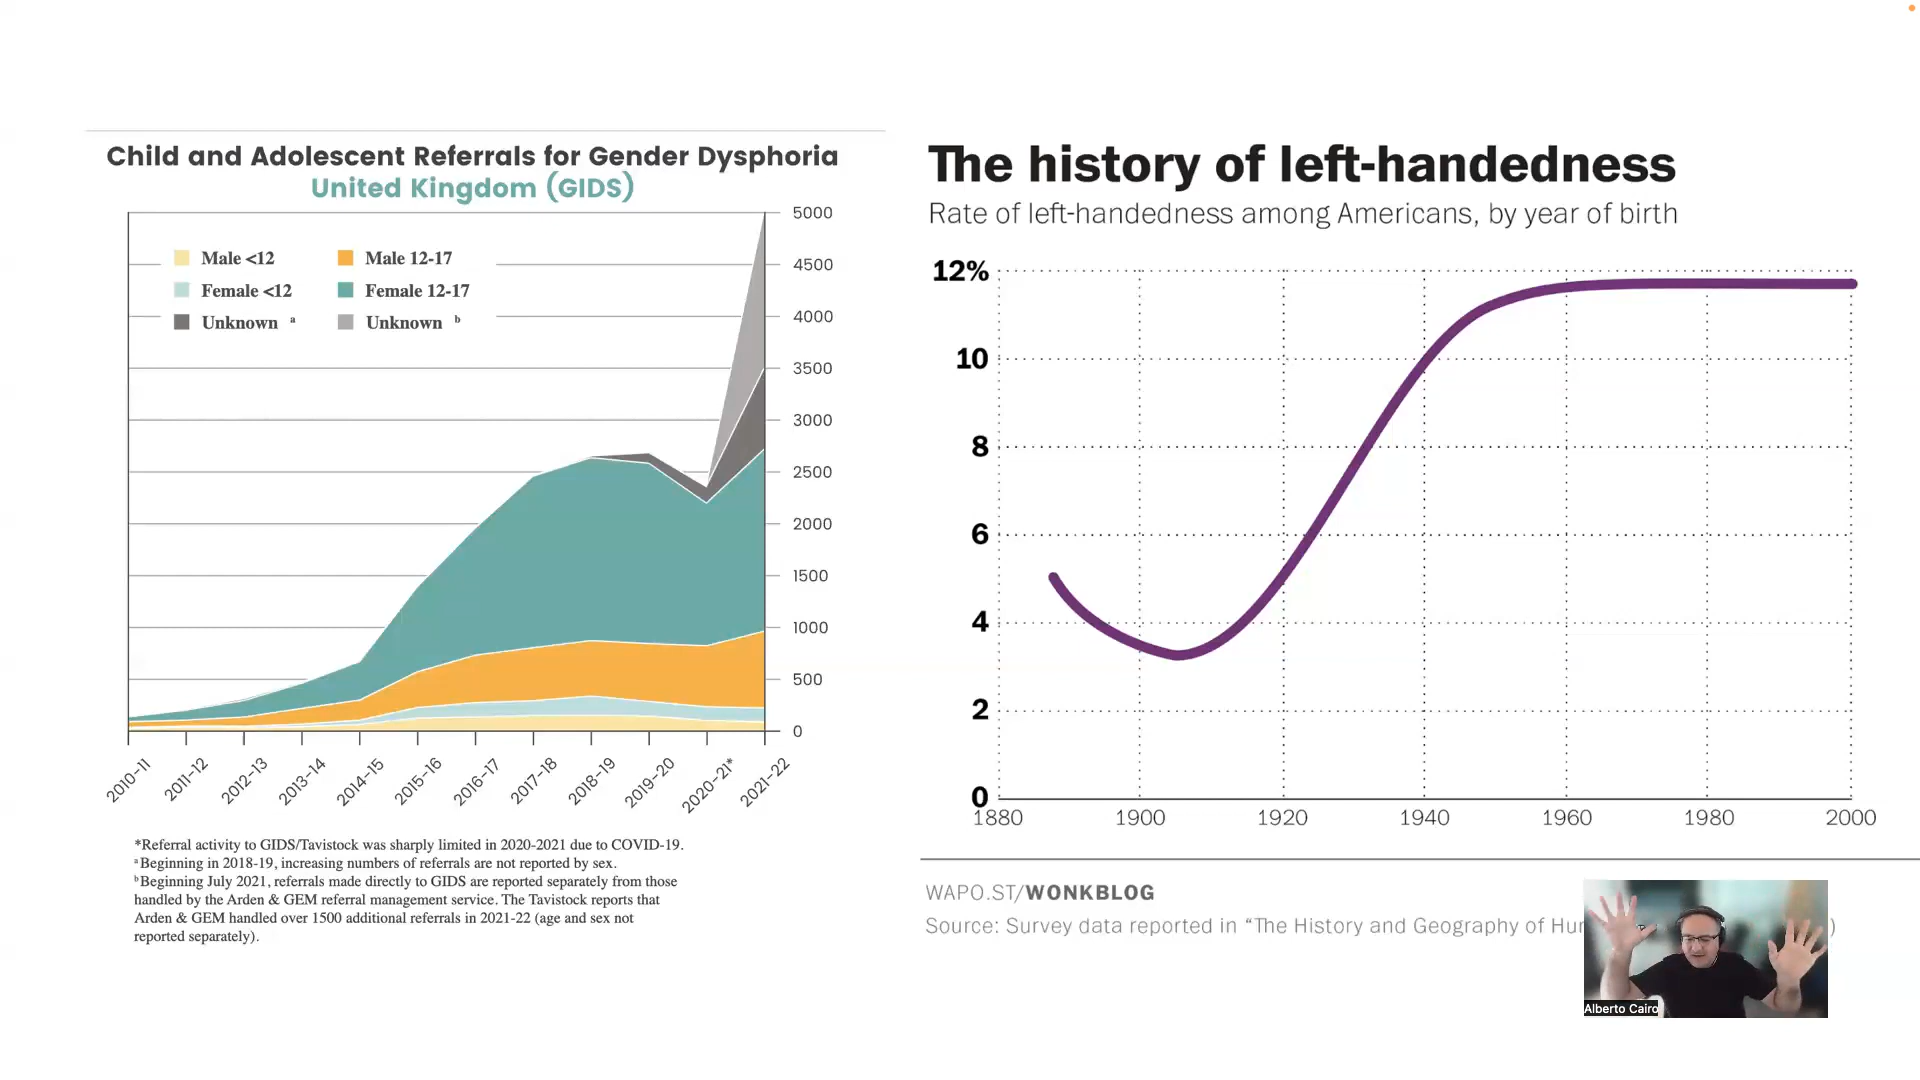 Child and Adolescent Referrals for Gender Dysphoria
United Kingdom (GIDS)
5000
4500
4000
3500
3000
2500
2000
1500
1000
500
0
Male <12
Male 12-17
Female <12
Female 12-17
Unknown a
Unknown b
2010-11
2011-12
2012-13
2013-14
2014-15
2015-16
2016-17
2017-18
2018-19
2019-20
2020-21*
2021-22
*Referral activity to GIDS/Tavistock was sharply limited in 2020-2021 due to COVID-19.
a Beginning in 2018-19, increasing numbers of referrals are not reported by sex.
b Beginning July 2021, referrals made directly to GIDS are reported separately from those
handled by the Arden & GEM referral management service. The Tavistock reports that
Arden & GEM handled over 1500 additional referrals in 2021-22 (age and sex not
reported separately).
The history of left-handedness
Rate of left-handedness among Americans, by year of birth
12%
10
8
6
4
2
0
1880
1900
1920
1940
1960
1980
2000
WAPO.ST/WONKBLOG
Source: Survey data reported in “The History and Geography of
)
Alberto Cairo